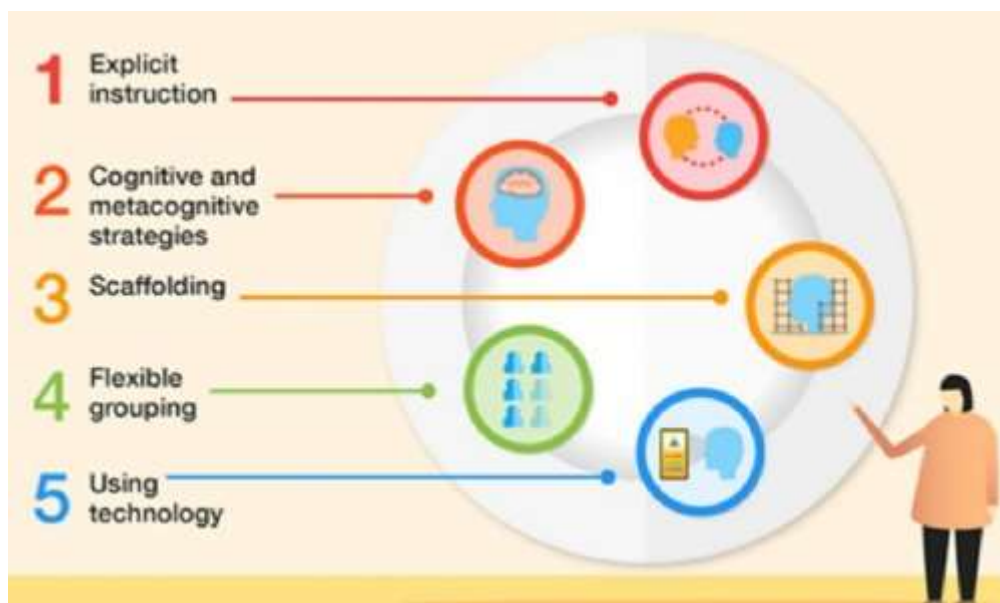 1 Explicit
instruction
2 Cognitive and
metacognitive
strategies
3 Scaffolding
4 Flexible
grouping
5 Using
technology